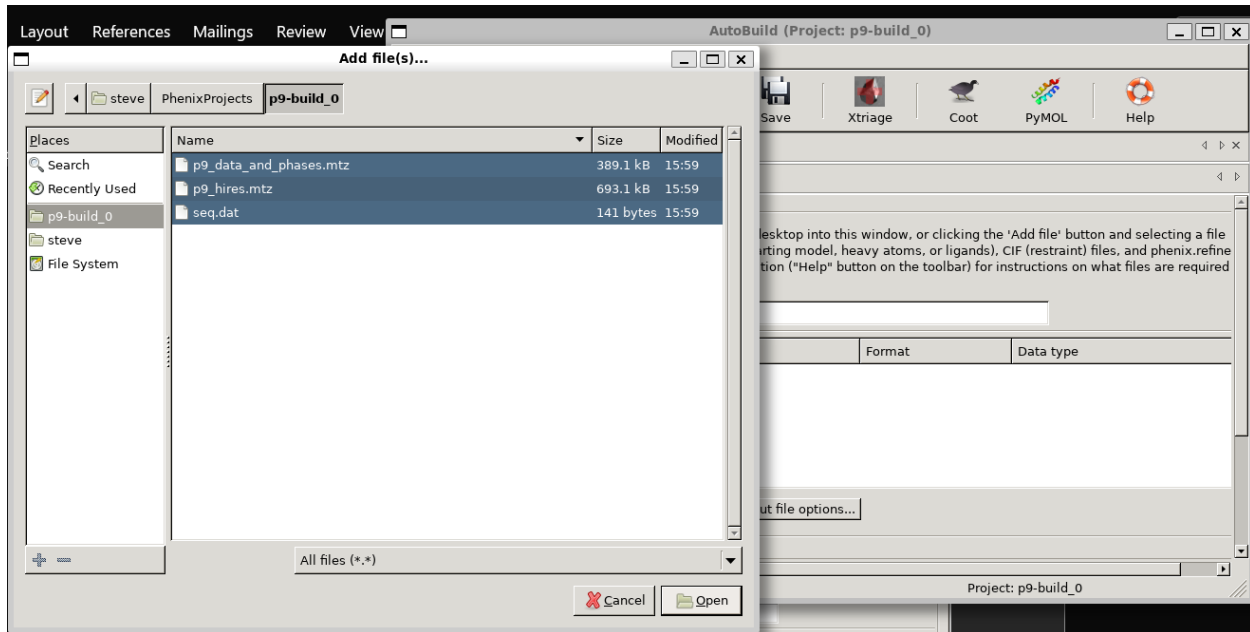 Layout References Mailings Review View
AutoBuild (Project: p9-build_0)
Add file(s)...
steve PhenixProjects p9-build_0
Save Xtriage Coot PyMOL Help
Places
Search
Recently Used
p9-build_0
steve
File System
Name Size Modified
p9_data_and_phases.mtz 389.1 kB 15:59
p9_hires.mtz 693.1 kB 15:59
seq.dat 141 bytes 15:59
desktop into this window, or clicking the 'Add file' button and selecting a file
model, heavy atoms, or ligands), CIF (restraint) files, and phenix.refine
("Help" button on the toolbar) for instructions on what files are required
Format Data type
file options...
All files (*.*)
Cancel Open
Project: p9-build_0